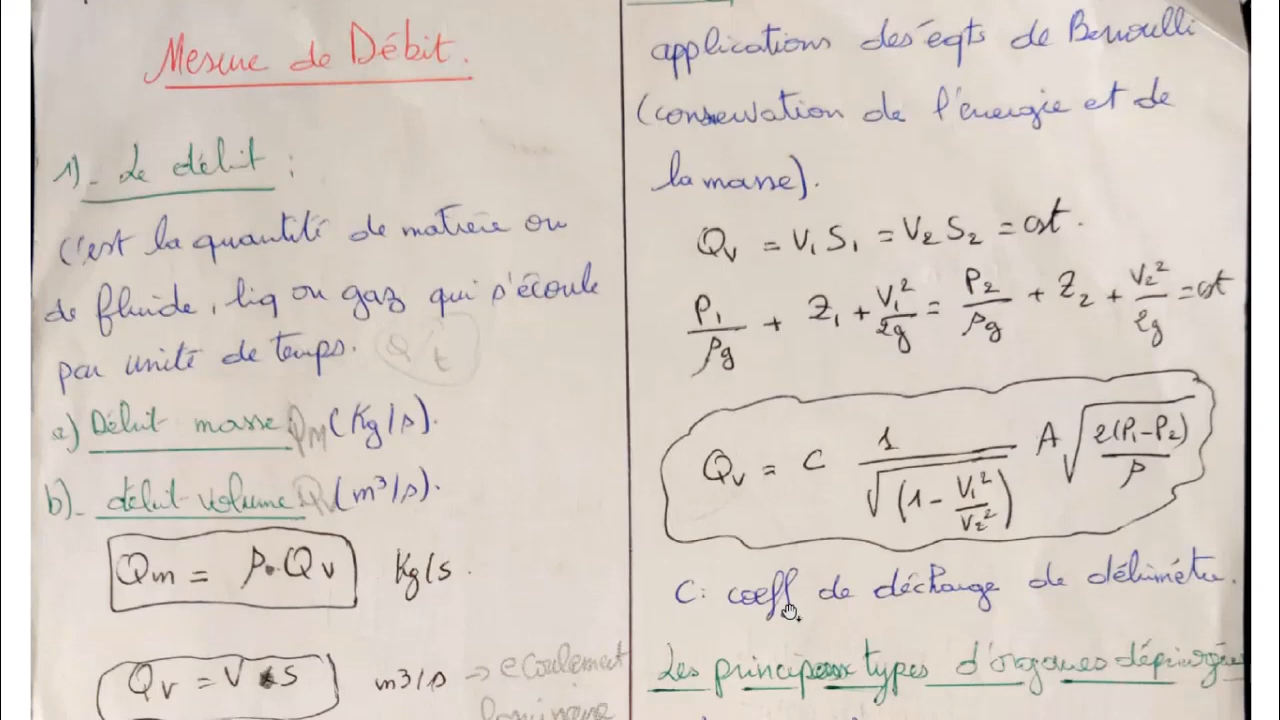 Mesure de Débit.
1)_ Le débit :
C'est la quantité de matière ou
de fluide, liq ou gaz qui s'écoule
par unité de temps.
a) Débit masse QM (Kg/s).
b)_ débit-volume Qv (m³/s).
Qm = ρ.Qv Kg/s.
Qv = V * S m3/s → ecoulement
laminaire
applications des éqts de Bernoulli
(conservation de l'énergie et de
la masse).
Qv = V₁ S₁ = V₂ S₂ = cst.
P₁/ρg + Z₁ + V₁²/2g = P₂/ρg + Z₂ + V₂²/2g = cst
Qv = C 1/√(1 - V₁²/V₂²) A √(2(P₁-P₂)/ρ)
C: coeff de décharge de débimétre.
Les principaux types d'organes